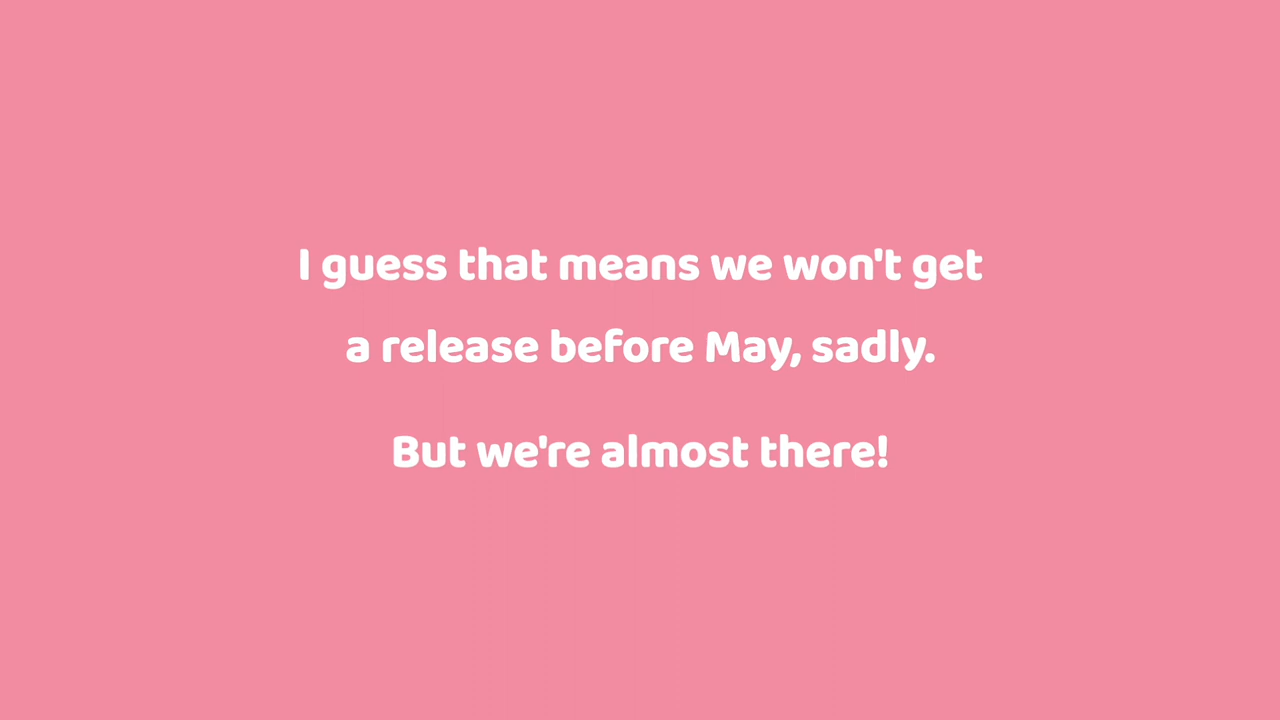 I guess that means we won't get
a release before May, sadly.
But we're almost there!